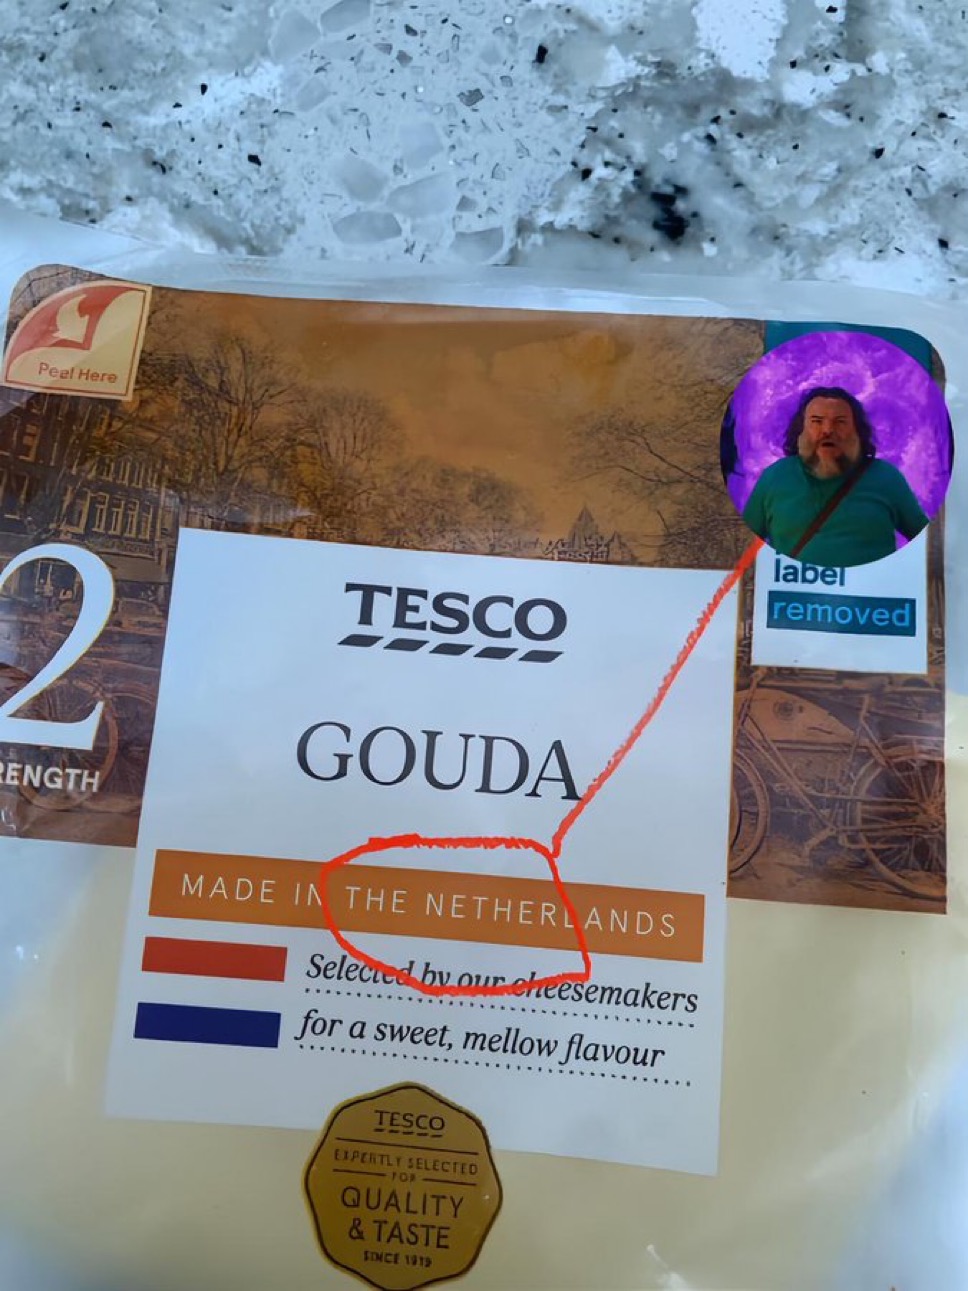 Peel Here
label
removed
TESCO
2
RENGTH
GOUDA
MADE IN THE NETHERLANDS
Selected by our cheesemakers
for a sweet, mellow flavour
TESCO
EXPERTLY SELECTED
FOR
QUALITY
& TASTE
SINCE 1919